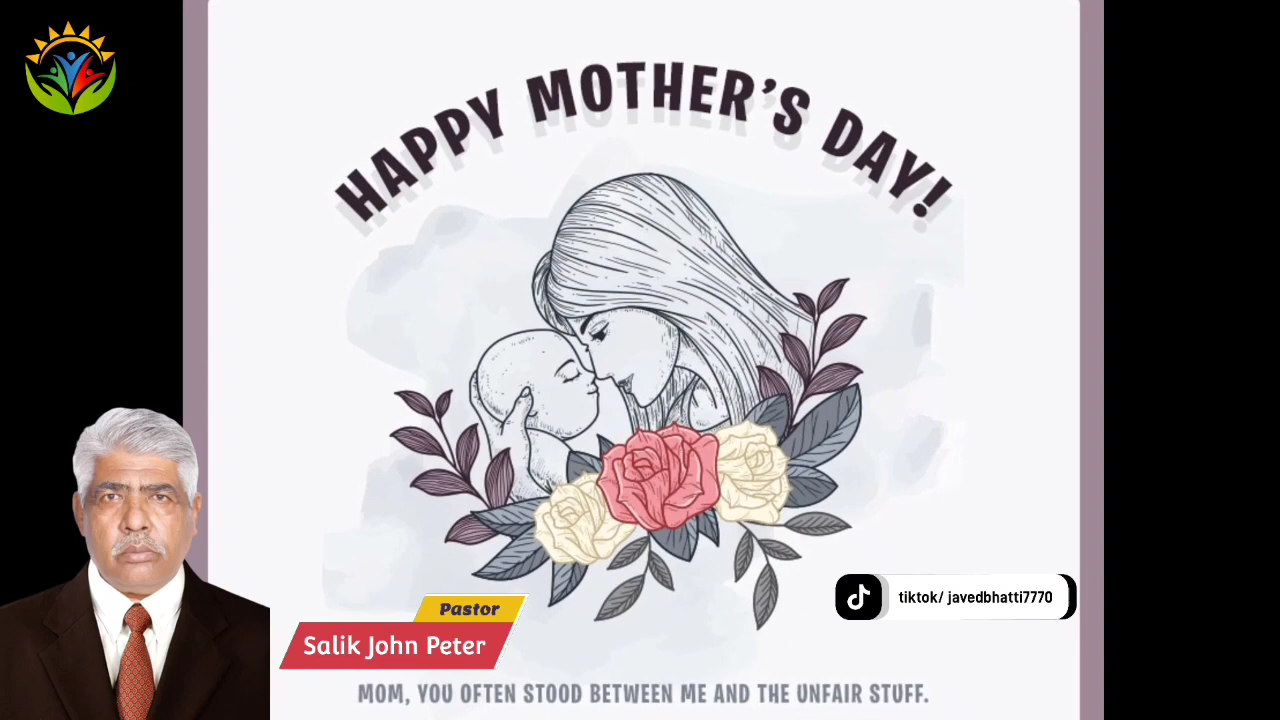 HAPPY MOTHER'S DAY!
Pastor
Salik John Peter
tiktok/ javedbhatti7770
MOM, YOU OFTEN STOOD BETWEEN ME AND THE UNFAIR STUFF.